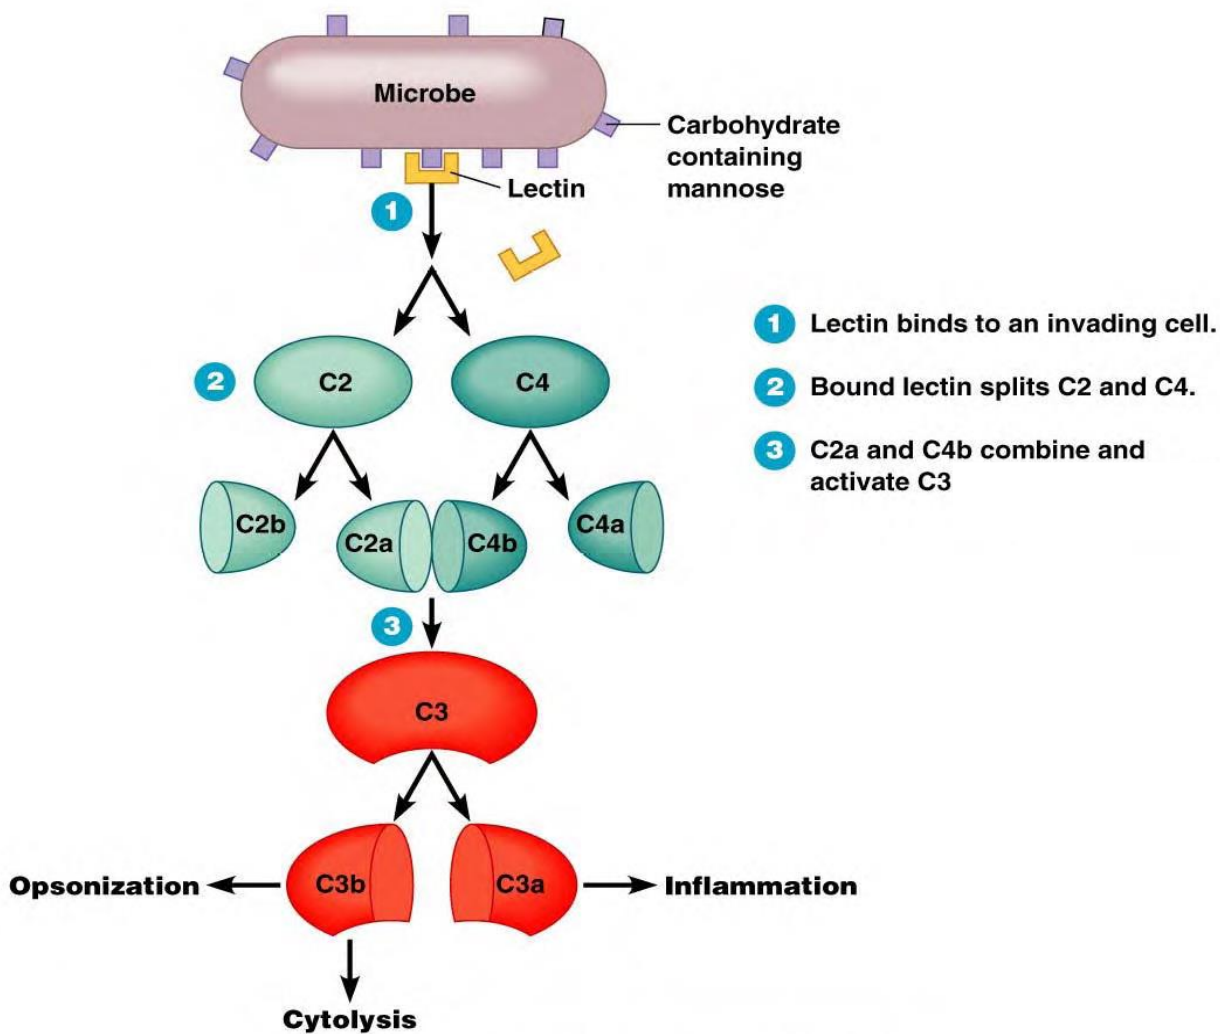 Microbe
Carbohydrate
containing
mannose
Lectin
1
1 Lectin binds to an invading cell.
2
C2
C4
2 Bound lectin splits C2 and C4.
3 C2a and C4b combine and
activate C3
C2b
C2a
C4b
C4a
3
C3
Opsonization
C3b
C3a
Inflammation
Cytolysis